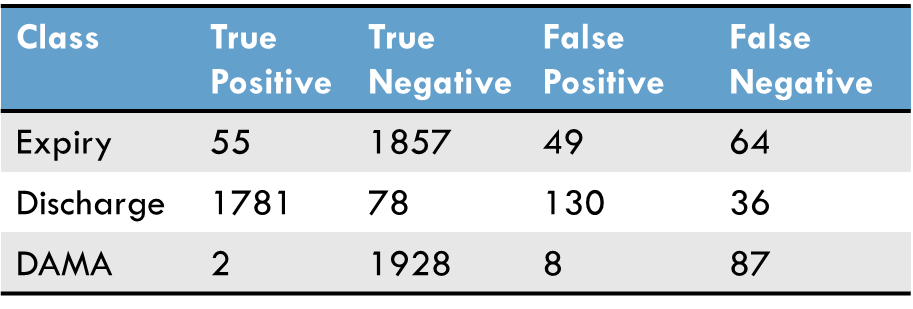 Class True Positive True Negative False Positive False Negative
Expiry 55 1857 49 64
Discharge 1781 78 130 36
DAMA 2 1928 8 87